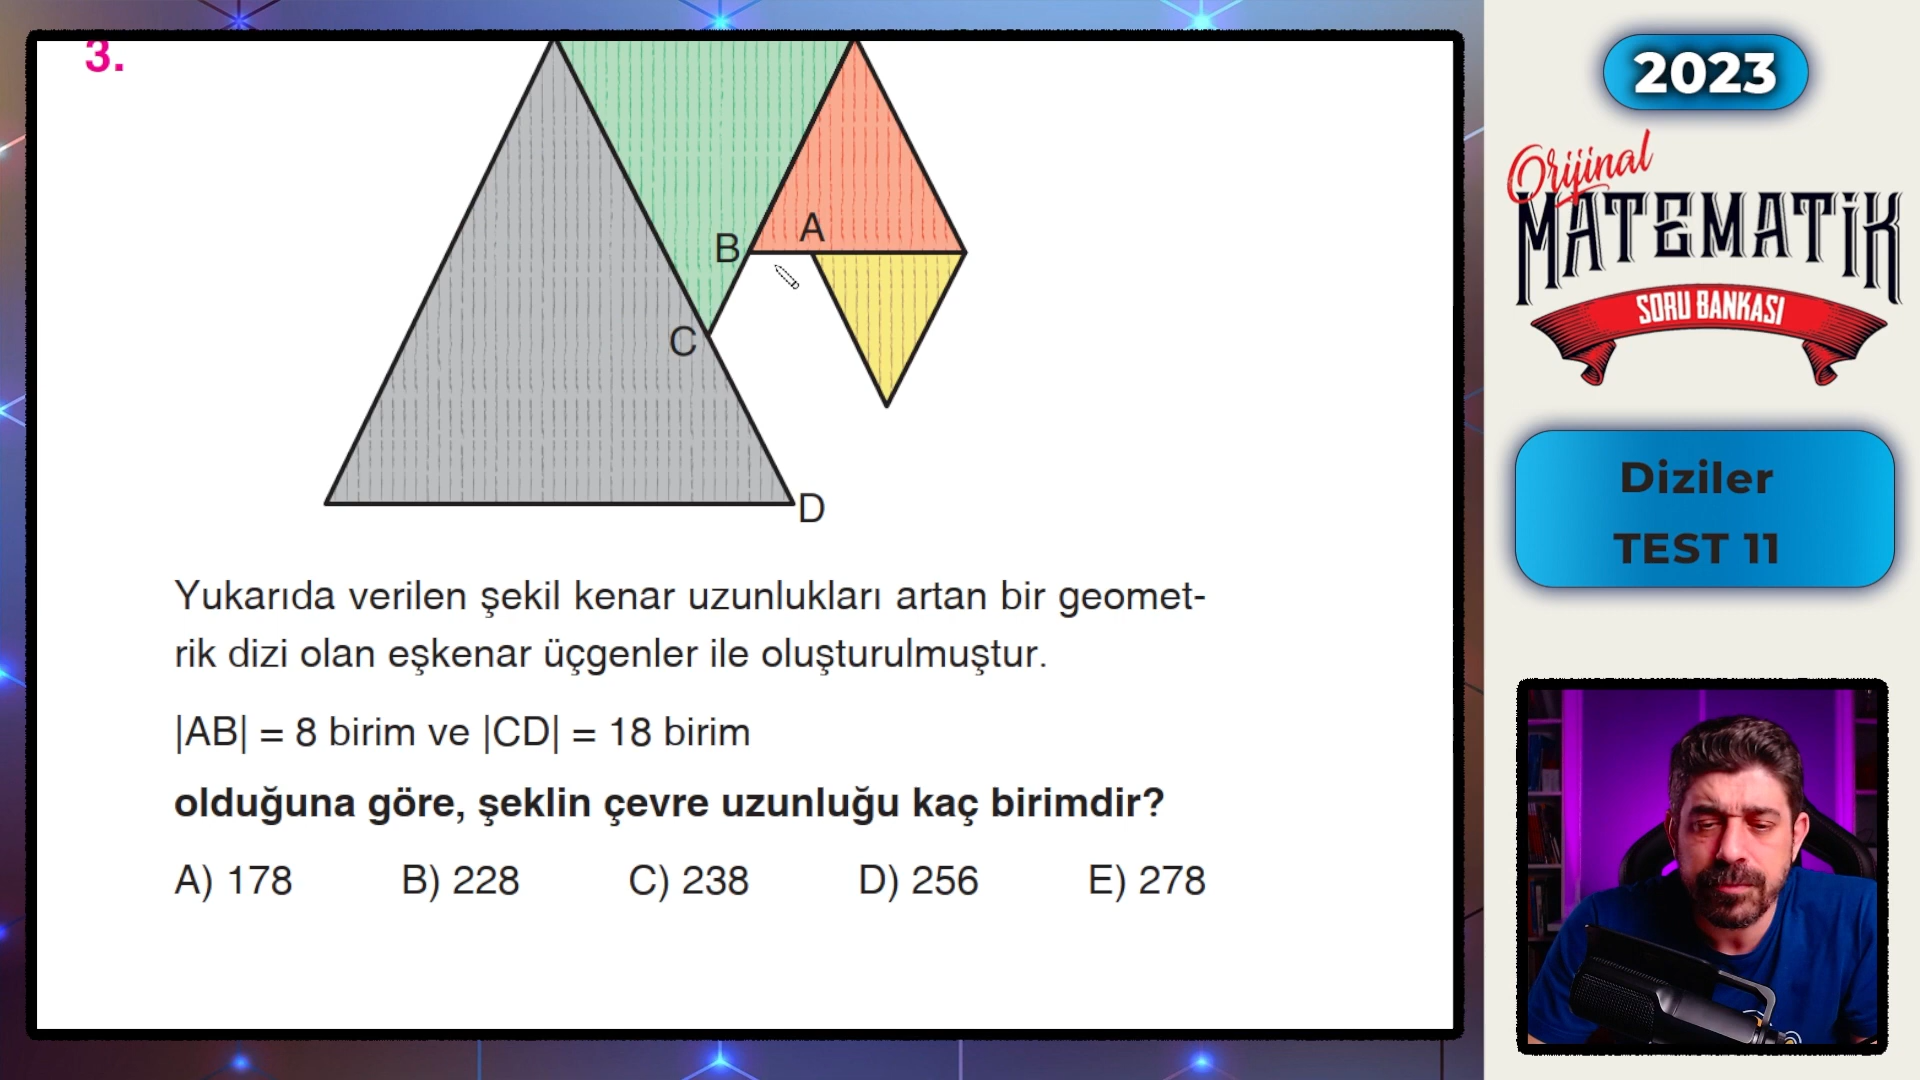 3.
B
A
C
D
Yukarıda verilen şekil kenar uzunlukları artan bir geomet-
rik dizi olan eşkenar üçgenler ile oluşturulmuştur.
|AB| = 8 birim ve |CD| = 18 birim
olduğuna göre, şeklin çevre uzunluğu kaç birimdir?
A) 178 B) 228 C) 238 D) 256 E) 278
2023
Orijinal
MATEMATİK
SORU BANKASI
Diziler
TEST 11